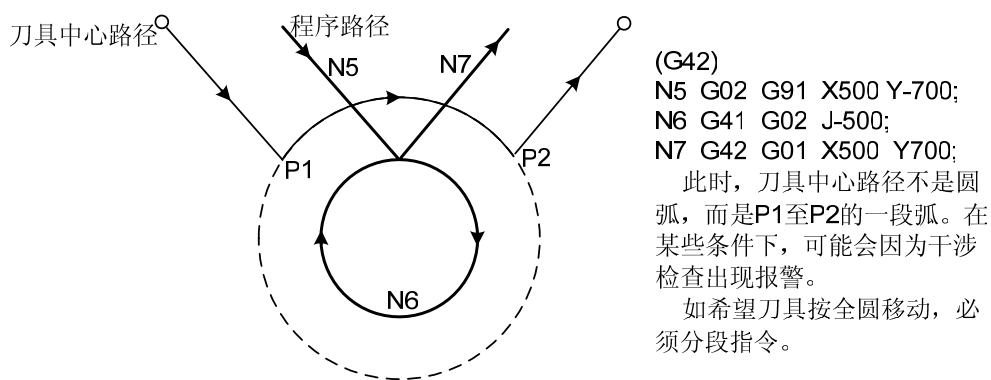 刀具中心路径
程序路径
N5
N7
P1
P2
N6
(G42)
N5 G02 G91 X500 Y-700;
N6 G41 G02 J-500;
N7 G42 G01 X500 Y700;
此时，刀具中心路径不是圆
弧，而是P1至P2的一段弧。在
某些条件下，可能会因为干涉
检查出现报警。
如希望刀具按全圆移动，必
须分段指令。